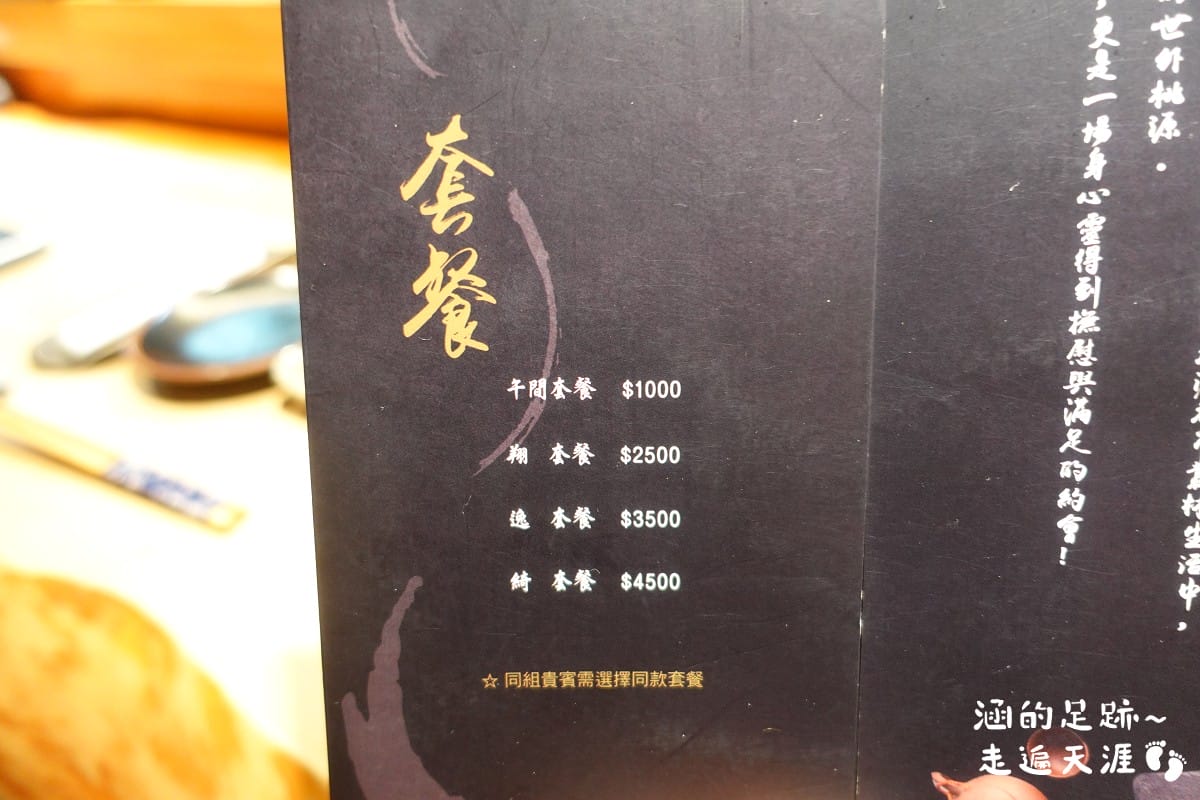 套餐
午間套餐 $1000
翔 套餐 $2500
逸 套餐 $3500
綺 套餐 $4500
☆ 同組貴賓需選擇同款套餐
世外桃源.
，更是一場身心靈得到撫慰與滿足的約會！
生活中，
涵的足跡~
走遍天涯